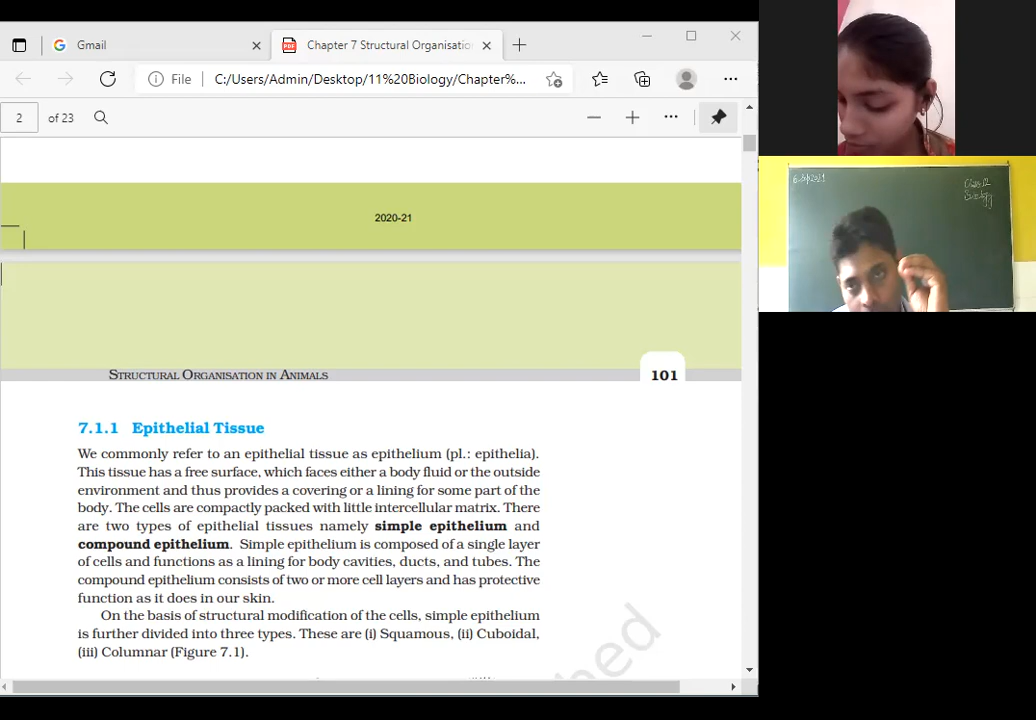 Gmail
Chapter 7 Structural Organisatio
File
C:/Users/Admin/Desktop/11%20Biology/Chapter%...
2 of 23
2020-21
STRUCTURAL ORGANISATION IN ANIMALS
101
7.1.1 Epithelial Tissue
We commonly refer to an epithelial tissue as epithelium (pl.: epithelia).
This tissue has a free surface, which faces either a body fluid or the outside
environment and thus provides a covering or a lining for some part of the
body. The cells are compactly packed with little intercellular matrix. There
are two types of epithelial tissues namely simple epithelium and
compound epithelium. Simple epithelium is composed of a single layer
of cells and functions as a lining for body cavities, ducts, and tubes. The
compound epithelium consists of two or more cell layers and has protective
function as it does in our skin.
On the basis of structural modification of the cells, simple epithelium
is further divided into three types. These are (i) Squamous, (ii) Cuboidal,
(iii) Columnar (Figure 7.1).